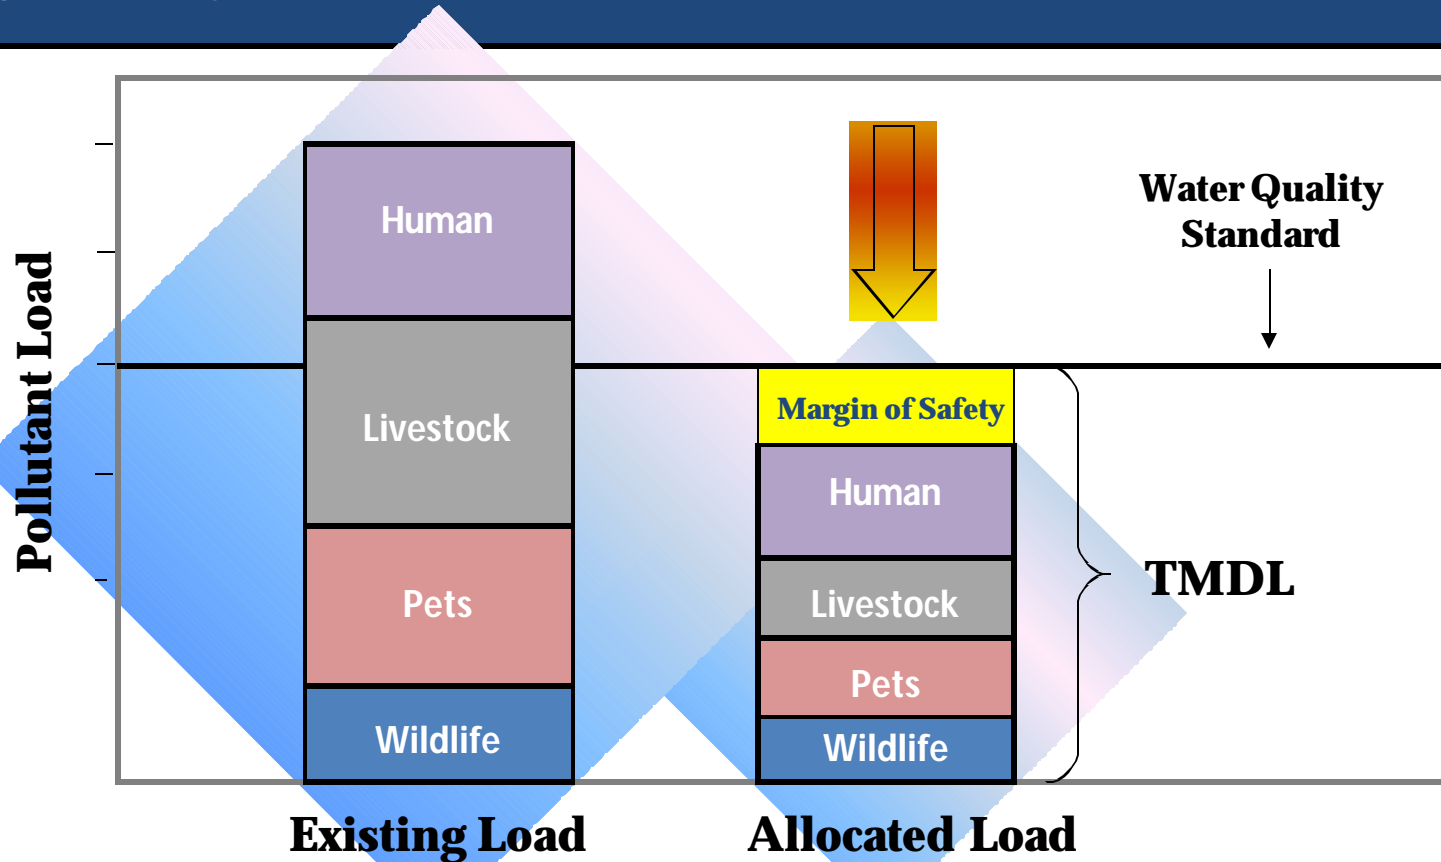 Human
Livestock
Pets
Wildlife
Margin of Safety
Human
Livestock
Pets
Wildlife
Water Quality
Standard
TMDL
Pollutant Load
Existing Load
Allocated Load